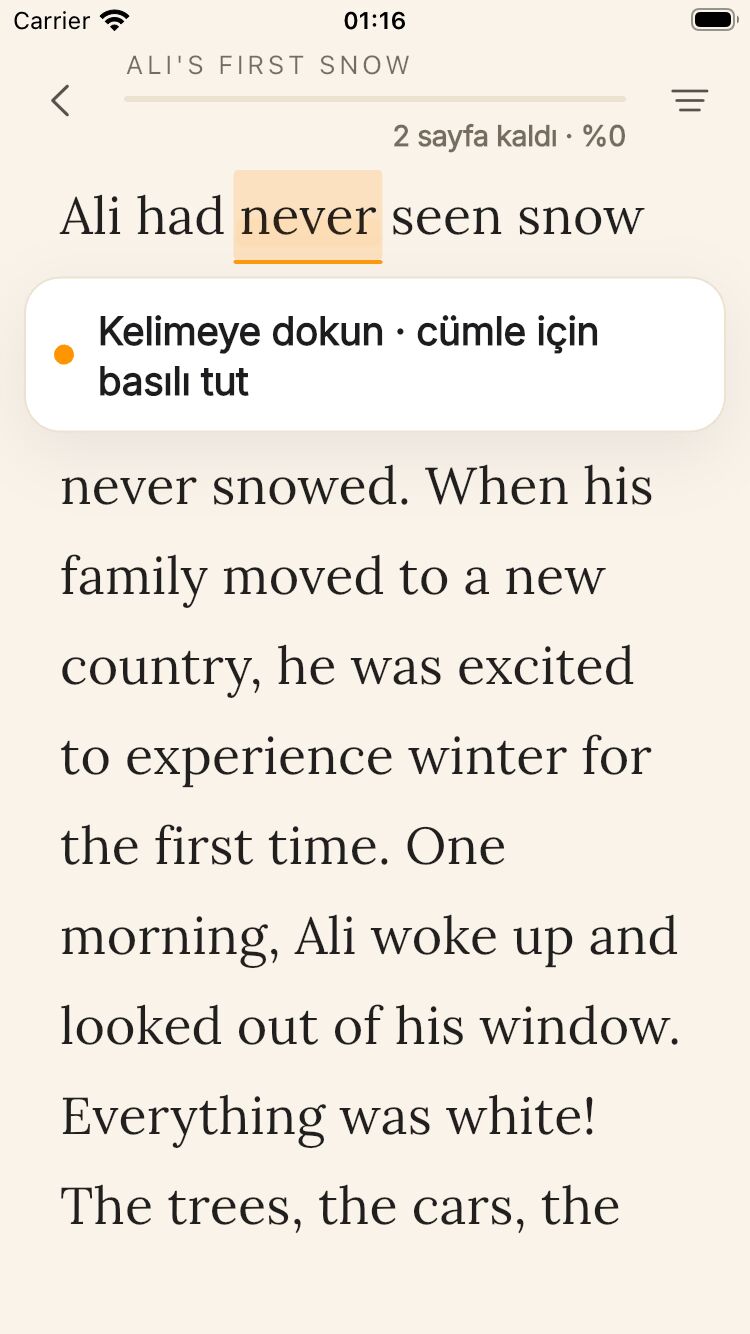 Carrier 01:16
ALI'S FIRST SNOW
2 sayfa kaldı · %0
Ali had never seen snow
Kelimeye dokun · cümle için
basılı tut
never snowed. When his
family moved to a new
country, he was excited
to experience winter for
the first time. One
morning, Ali woke up and
looked out of his window.
Everything was white!
The trees, the cars, the